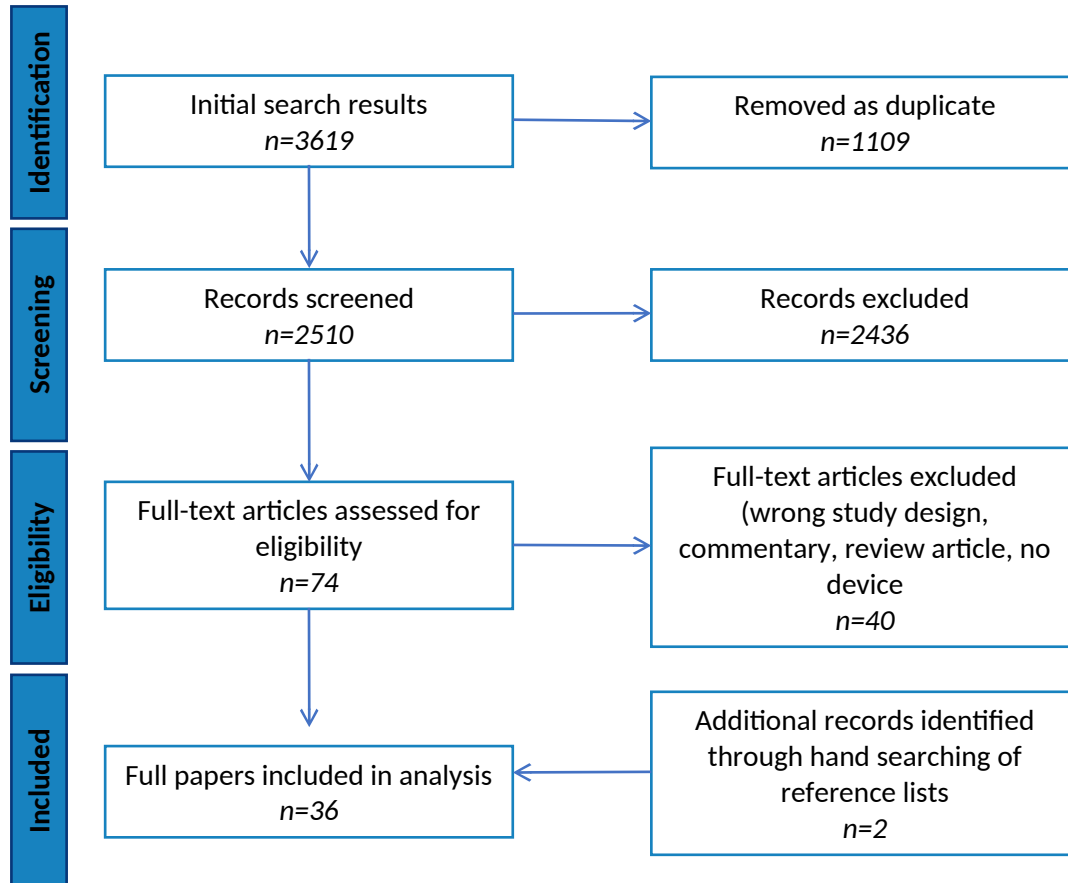 Identification
Initial search results
n=3619
Removed as duplicate
n=1109
Screening
Records screened
n=2510
Records excluded
n=2436
Eligibility
Full-text articles assessed for
eligibility
n=74
Full-text articles excluded
(wrong study design,
commentary, review article, no
device
n=40
Included
Full papers included in analysis
n=36
Additional records identified
through hand searching of
reference lists
n=2